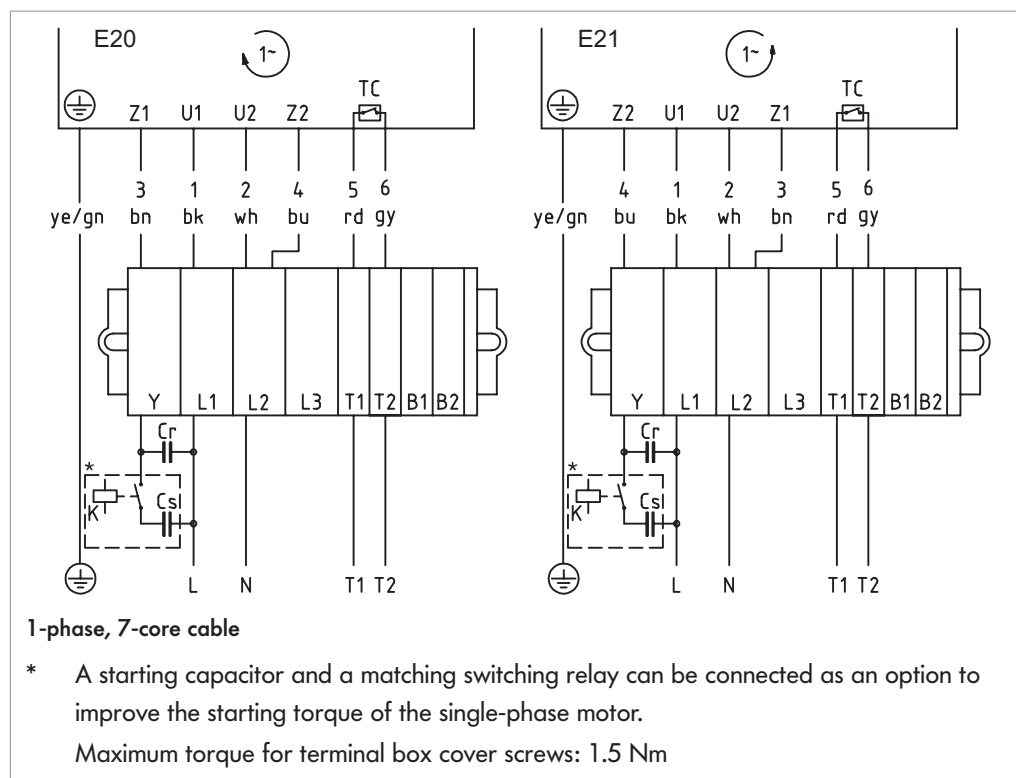 E20 1~ E21 1~
TC TC
Z1 U1 U2 Z2 Z2 U1 U2 Z1
3 1 2 4 5 6 4 1 2 3 5 6
ye/gn bn bk wh bu rd gy ye/gn bu bk wh bn rd gy
Y L1 L2 L3 T1 T2 B1 B2 Y L1 L2 L3 T1 T2 B1 B2
Cr Cr
* *
K Cs K Cs
L N T1 T2 L N T1 T2
1-phase, 7-core cable
* A starting capacitor and a matching switching relay can be connected as an option to
improve the starting torque of the single-phase motor.
Maximum torque for terminal box cover screws: 1.5 Nm